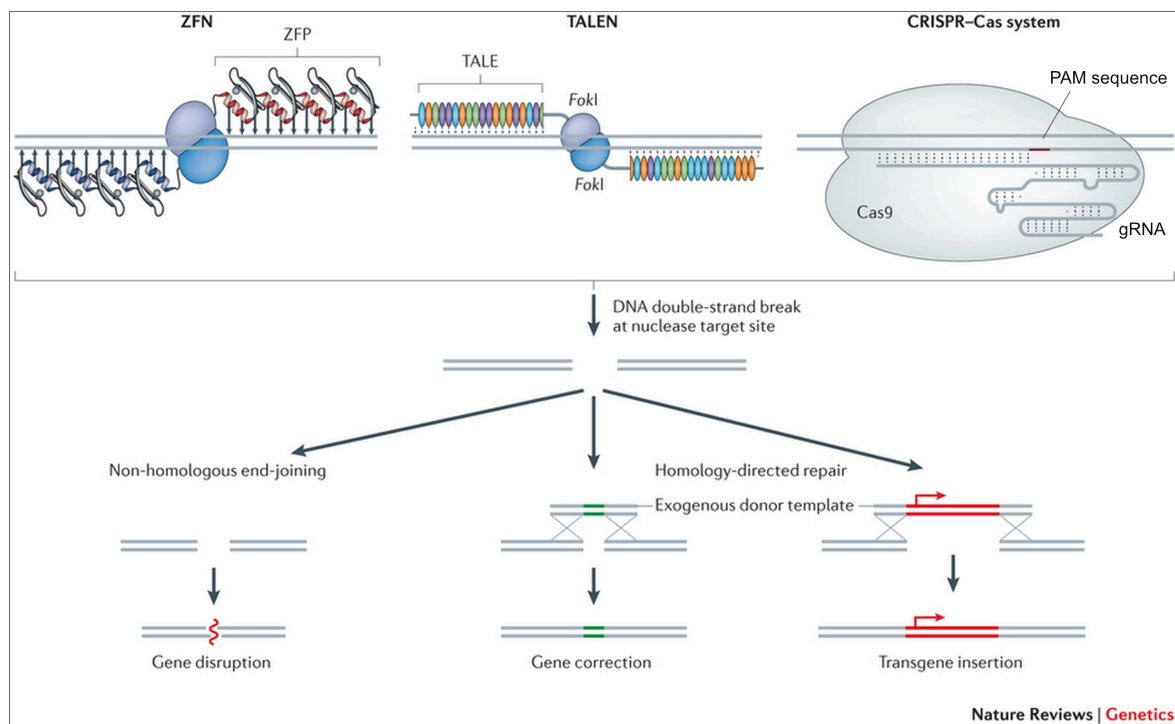 ZFN
TALEN
CRISPR–Cas system
ZFP
TALE
FokI
FokI
PAM sequence
Cas9
gRNA
DNA double-strand break
at nuclease target site
Non-homologous end-joining
Homology-directed repair
Exogenous donor template
Gene disruption
Gene correction
Transgene insertion
Nature Reviews | Genetics